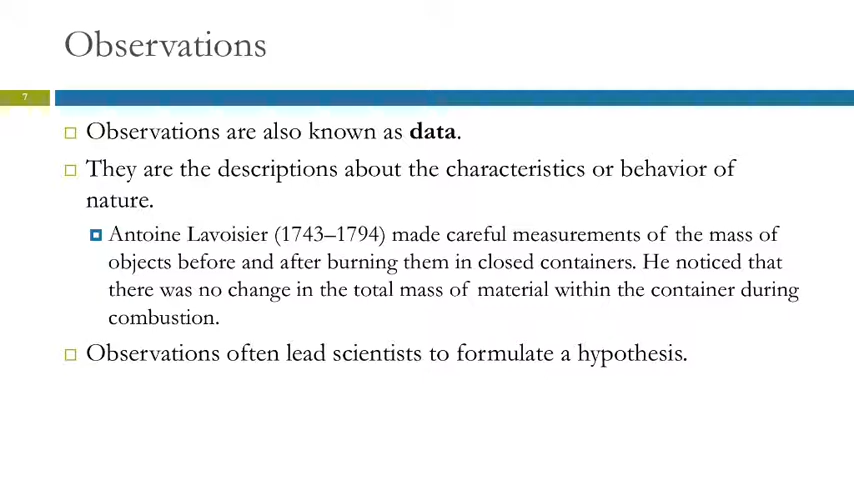 Observations
7
Observations are also known as data.
They are the descriptions about the characteristics or behavior of
nature.
Antoine Lavoisier (1743–1794) made careful measurements of the mass of
objects before and after burning them in closed containers. He noticed that
there was no change in the total mass of material within the container during
combustion.
Observations often lead scientists to formulate a hypothesis.